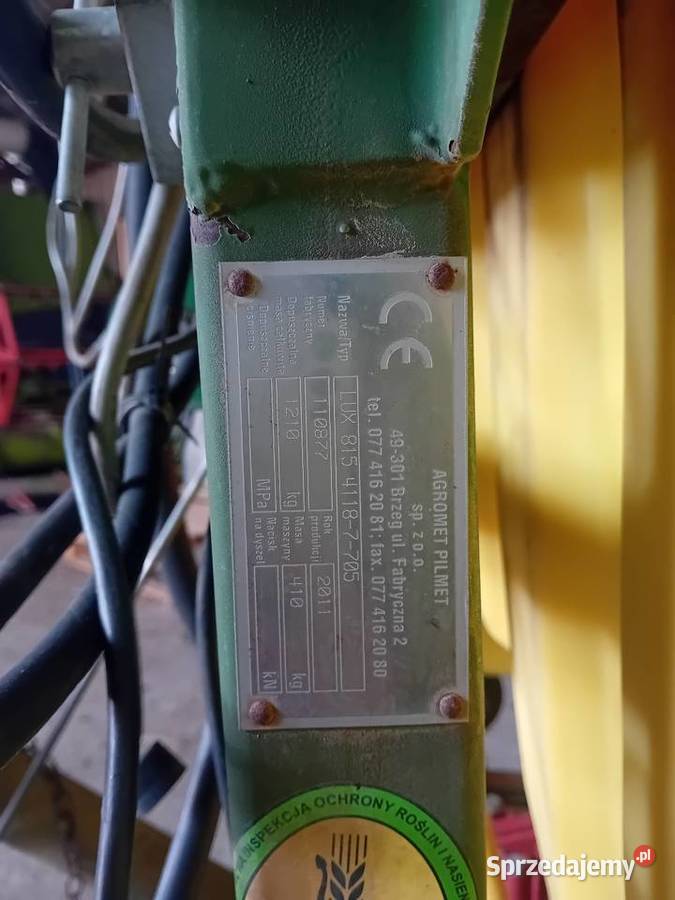 AGROMET PILMET
sp. z o.o.
49-301 Brzeg ul. Fabryczna 2
tel. 077 416 20 81; fax. 077 416 20 80
CE
Nazwa/Typ LUX 815 4118-7-705
Numer fabryczny 110877 Rok produkcji 2011
Dopuszczalna masa całkowita 1210 kg Masa maszyny 410 kg
Dopuszczalne ciśnienie MPa Nacisk na dyszel kN
INSPEKCJA OCHRONY ROŚLIN I NASIEN
Sprzedajemy.pl